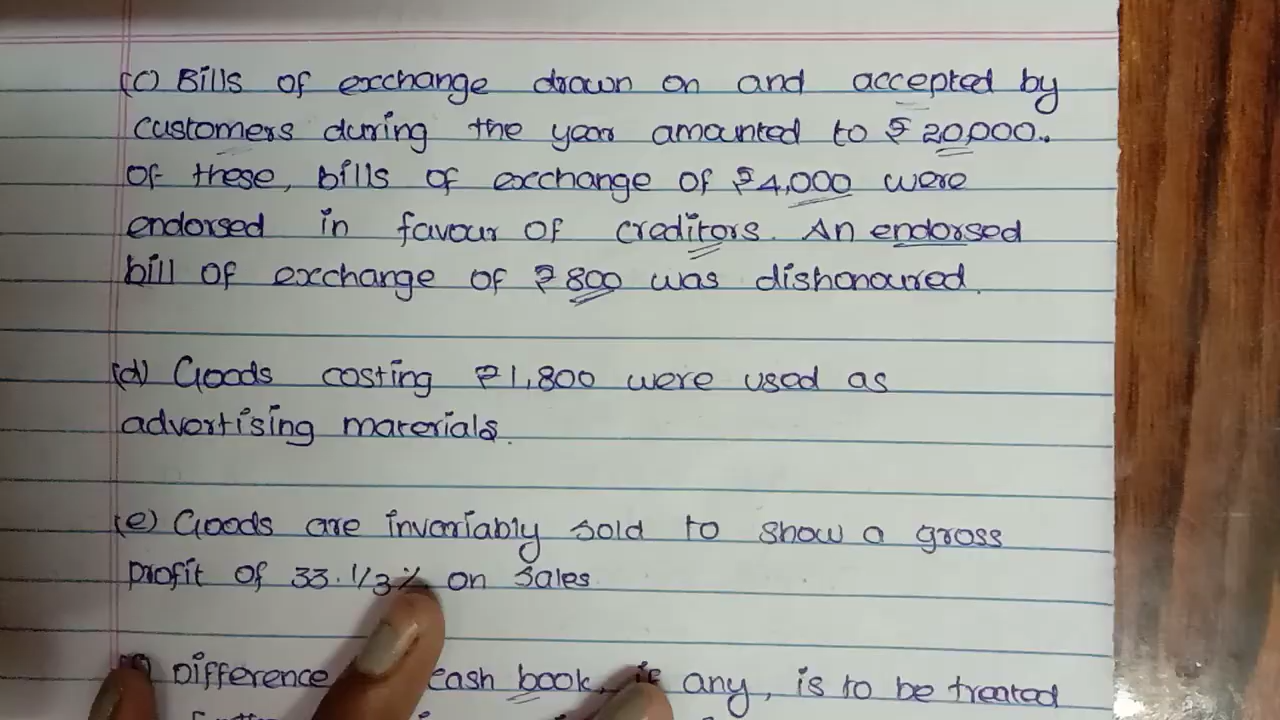 (c) Bills of exchange drawn on and accepted by
customers during the year amounted to ₹20,000.
Of these, bills of exchange of ₹4,000 were
endorsed in favour of creditors. An endorsed
bill of exchange of ₹800 was dishonoured.
(d) Goods costing ₹1,800 were used as
advertising materials.
(e) Goods are invariably sold to show a gross
profit of 33.1/3% on sales
Difference cash book, if any, is to be treated